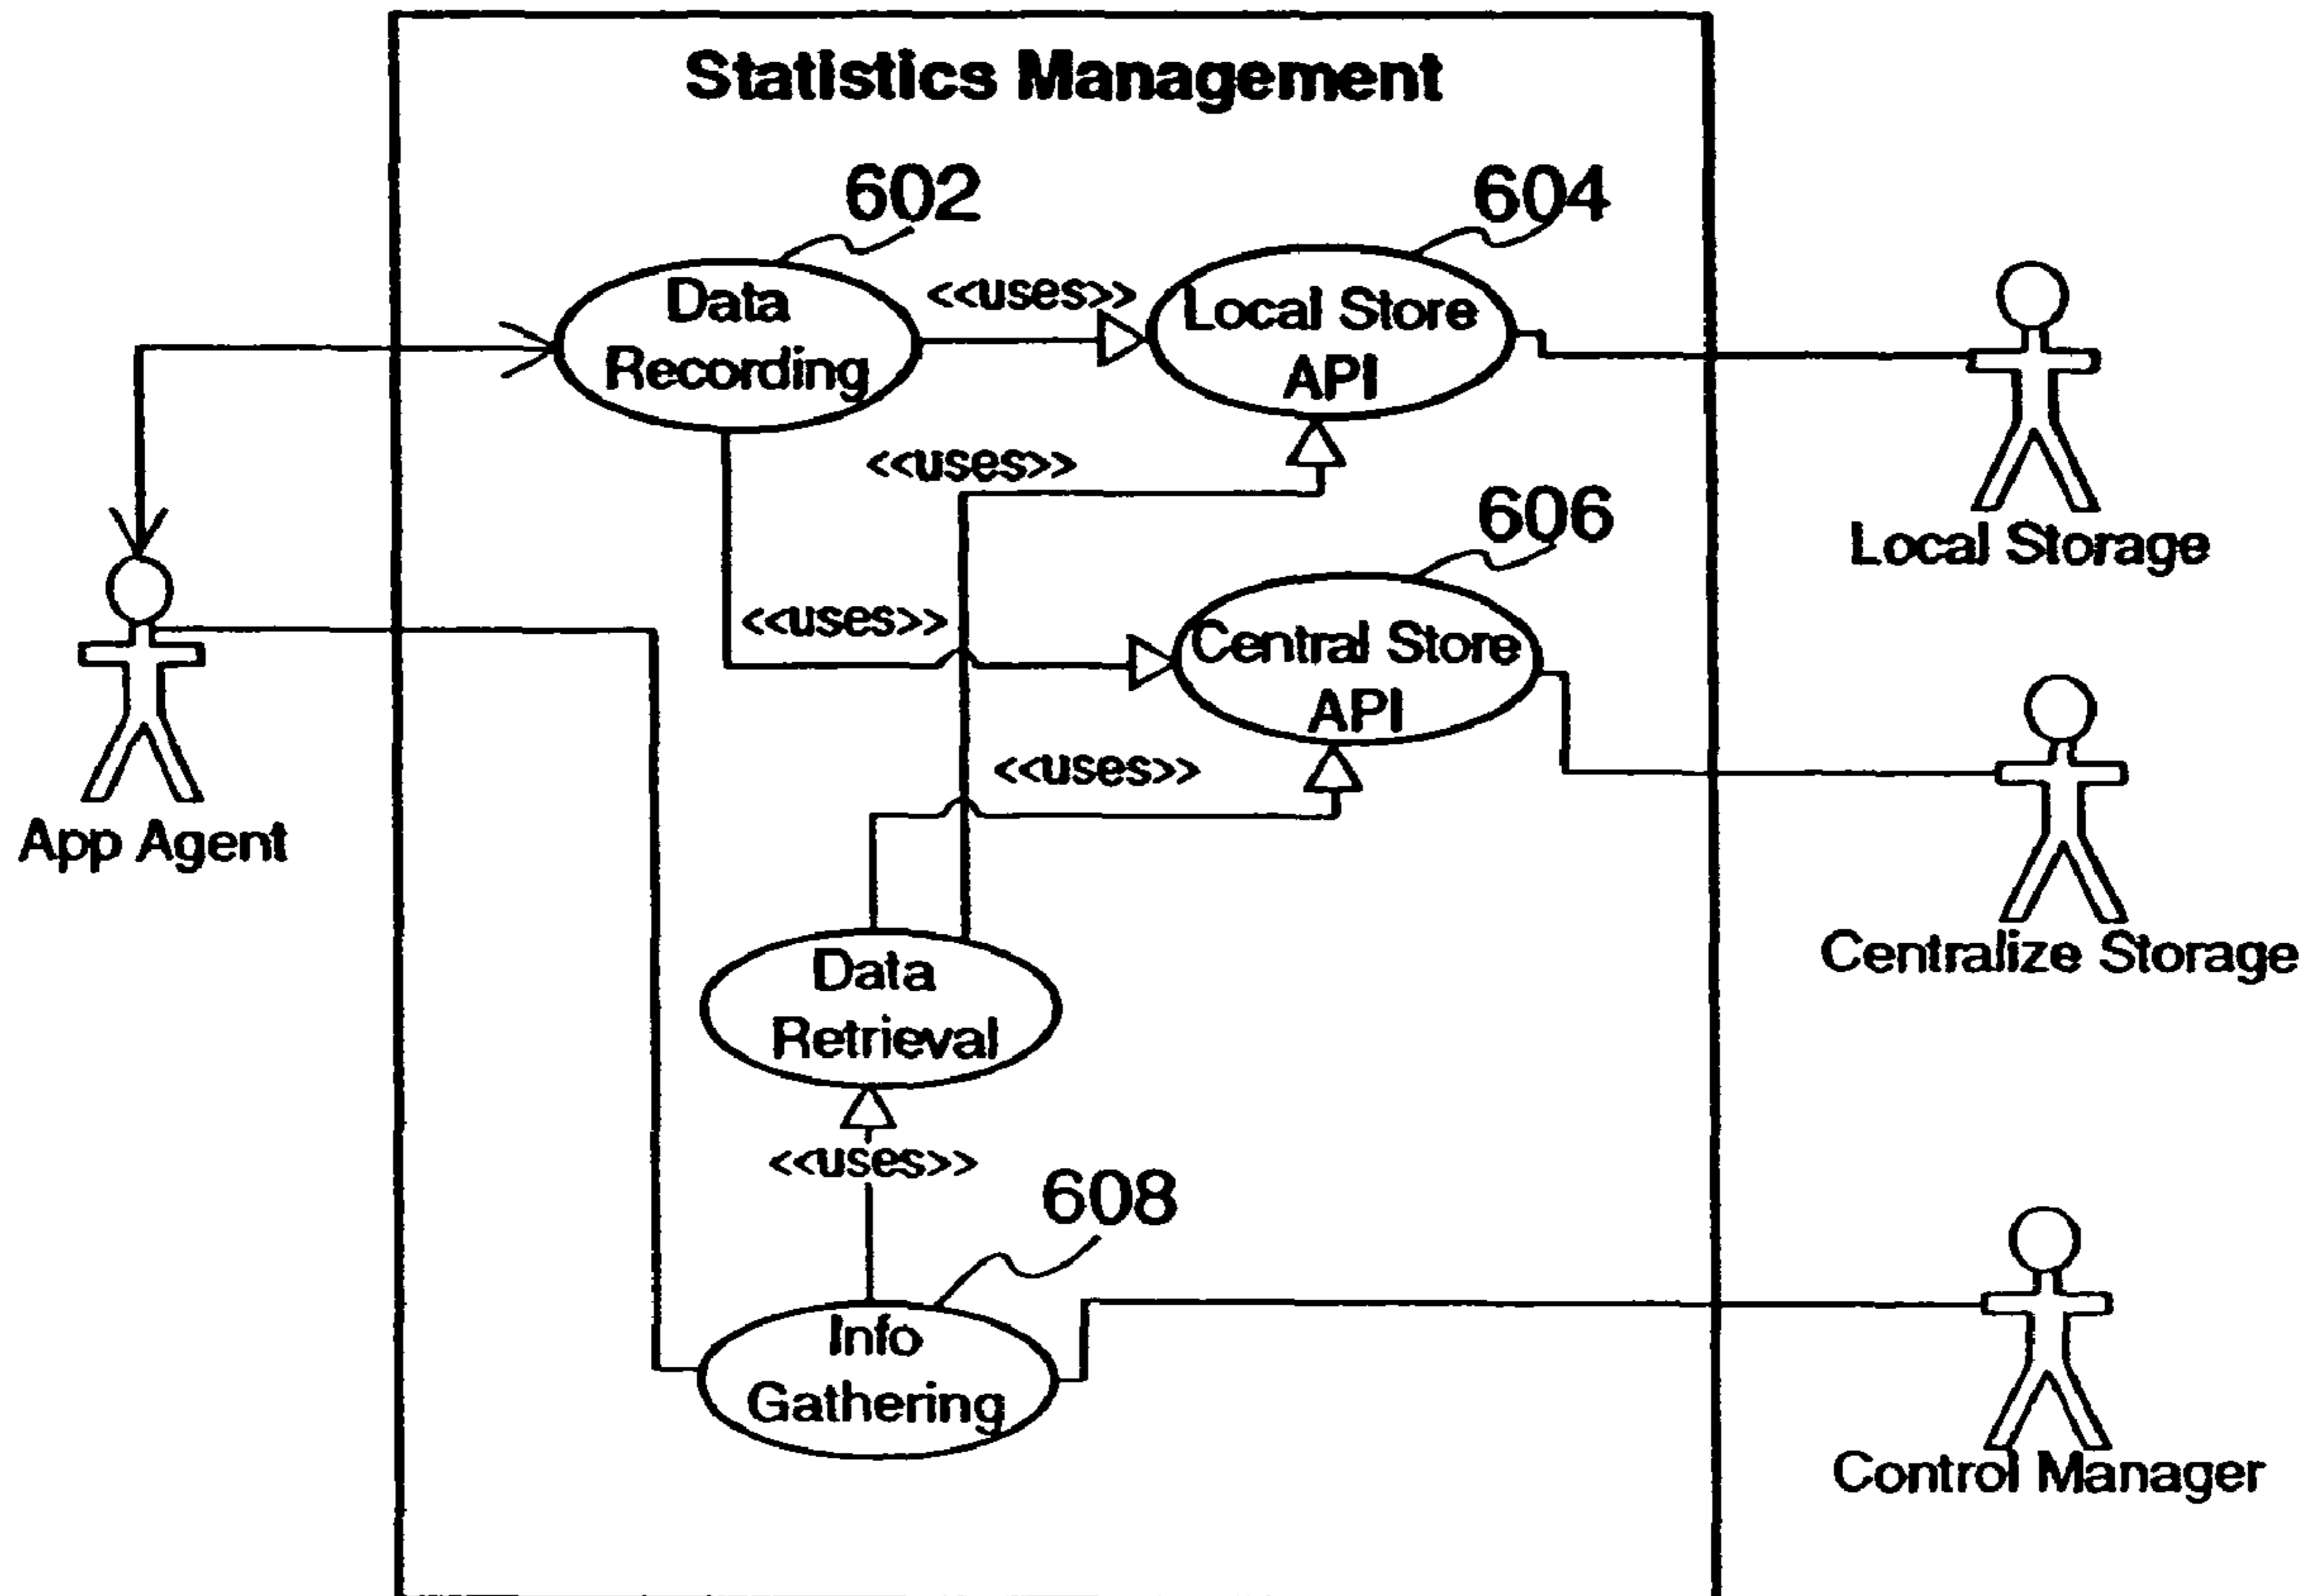 Statistics Management
602
604
Data
Recording
<<uses>>
Local Store
API
<<uses>>
606
Local Storage
<<uses>>
Central Store
API
<<uses>>
App Agent
Centralize Storage
Data
Retrieval
<<uses>>
608
Info
Gathering
Control Manager